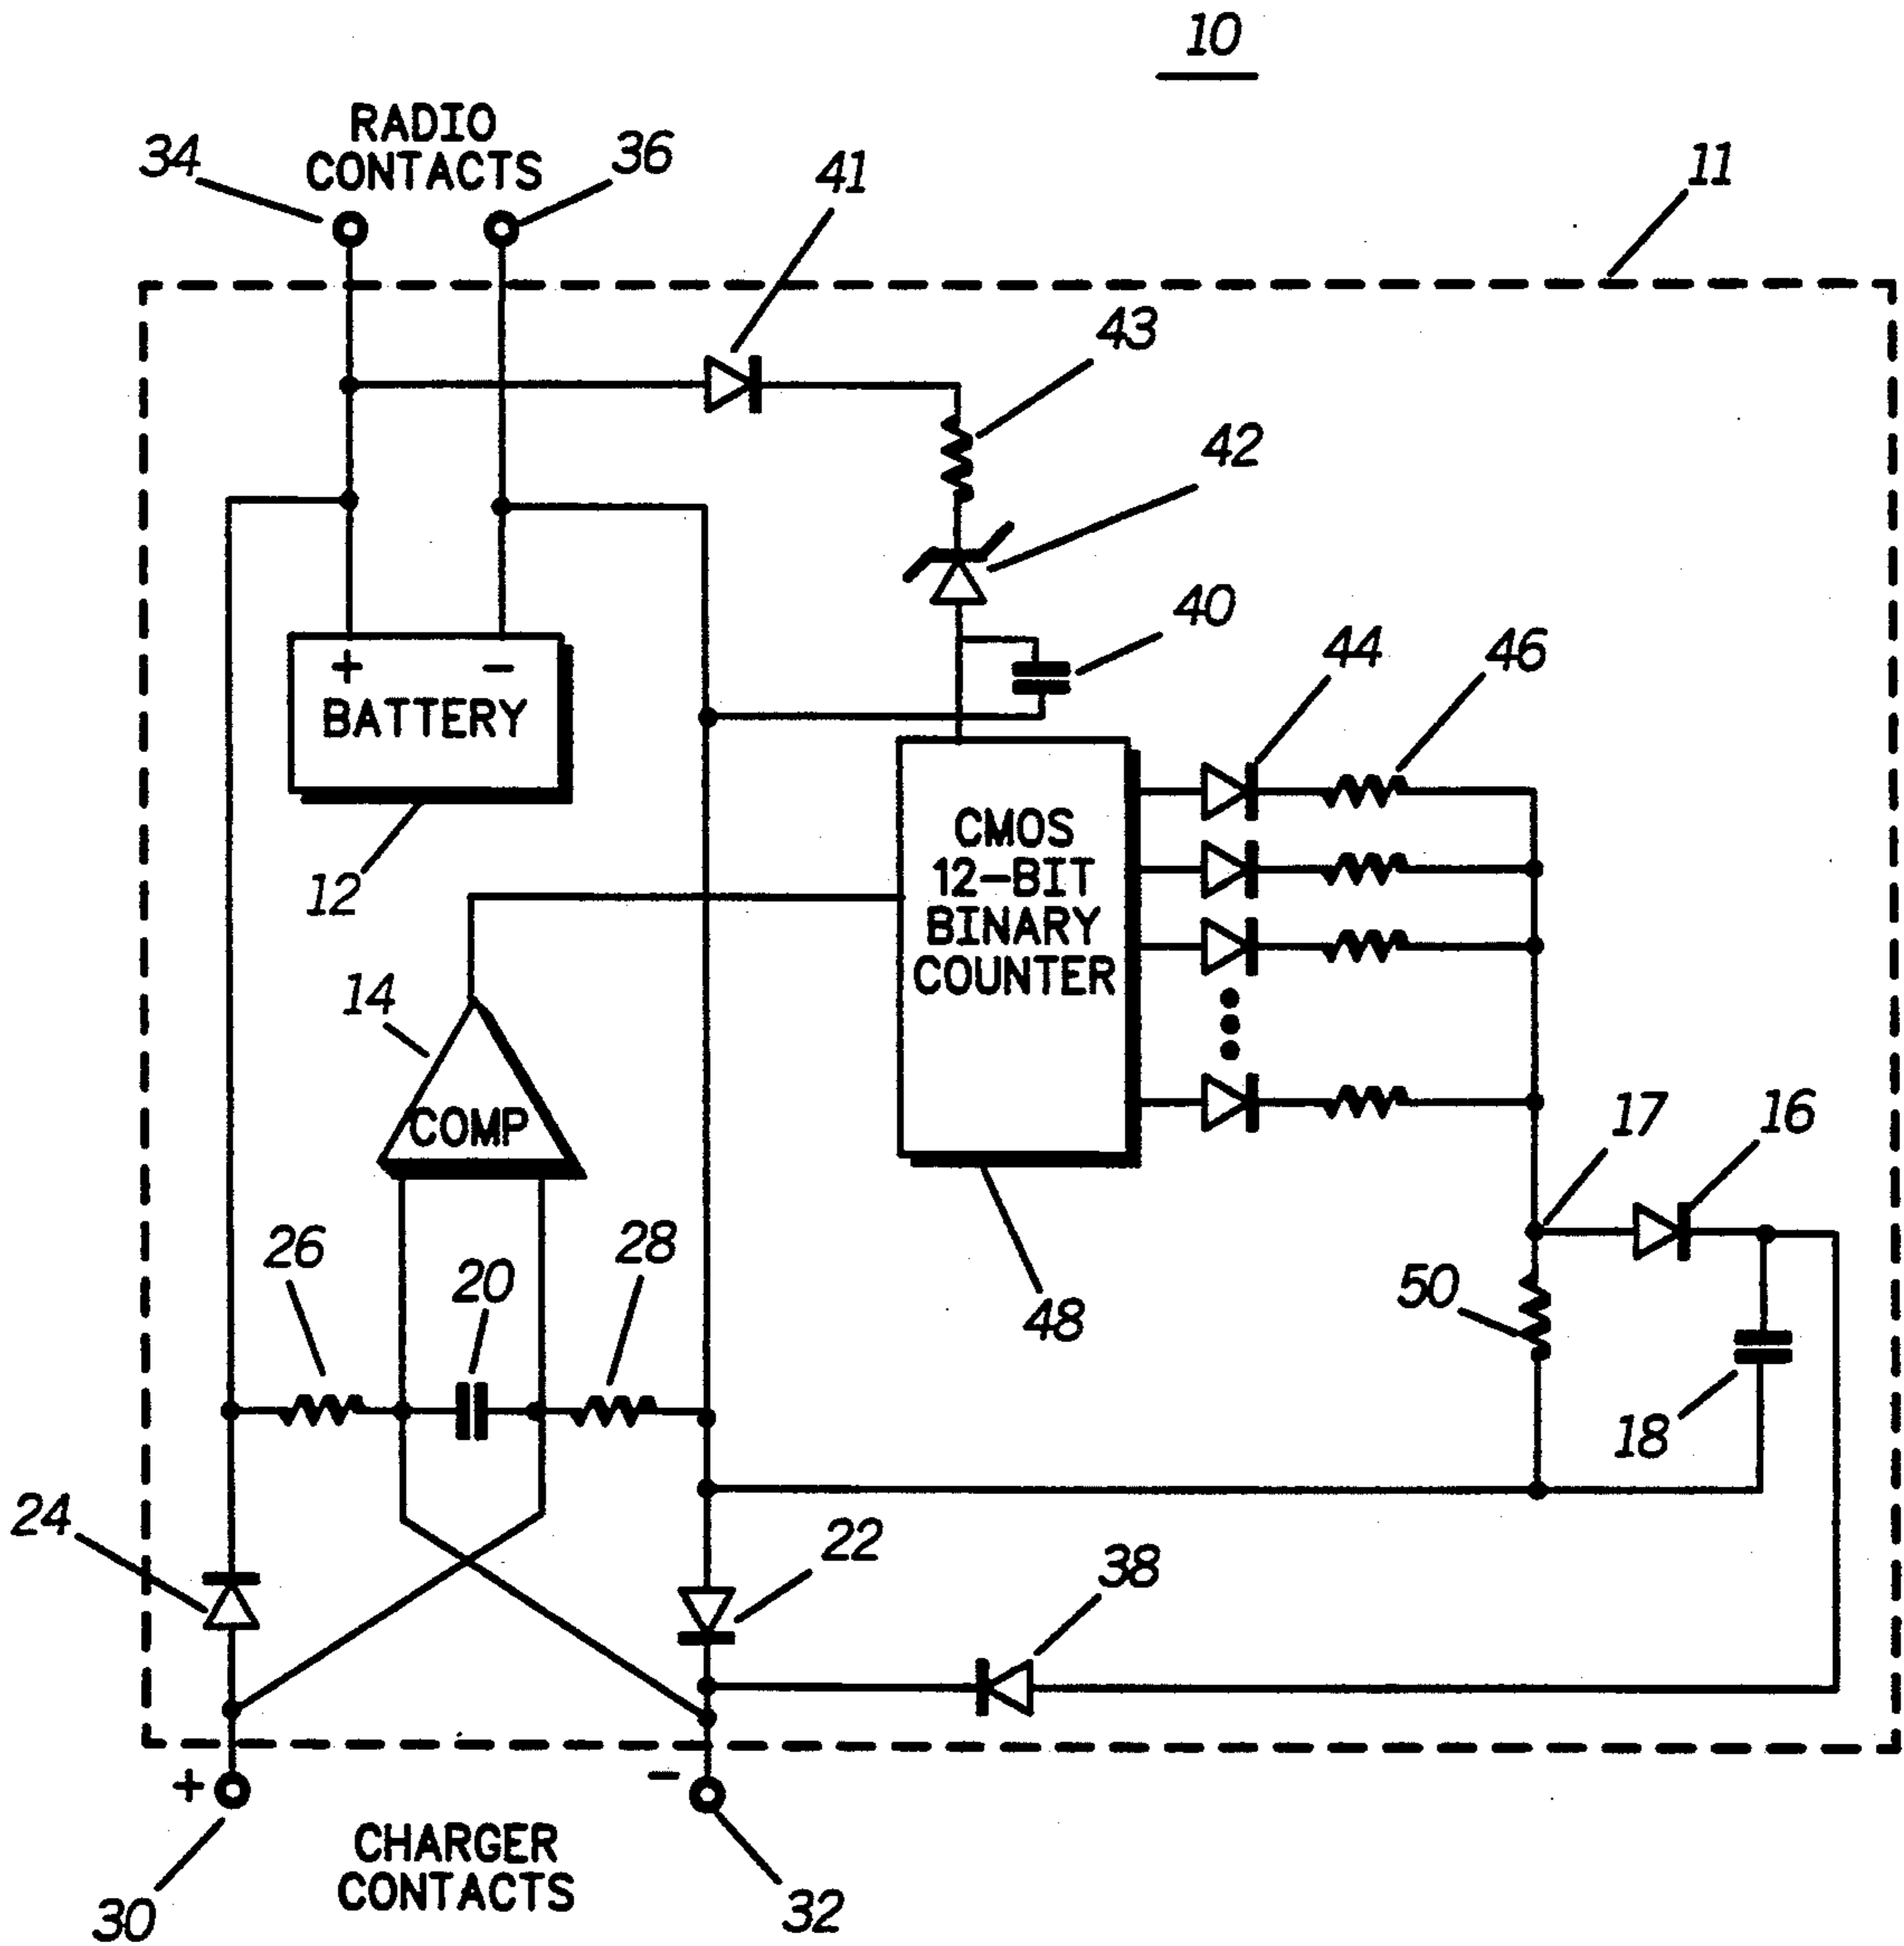 10
RADIO
CONTACTS
34
36
41
11
43
42
40
44
46
+
-
BATTERY
12
CMOS
12-BIT
BINARY
COUNTER
14
COMP
17
16
26
20
28
48
50
18
24
22
38
+
-
CHARGER
CONTACTS
30
32